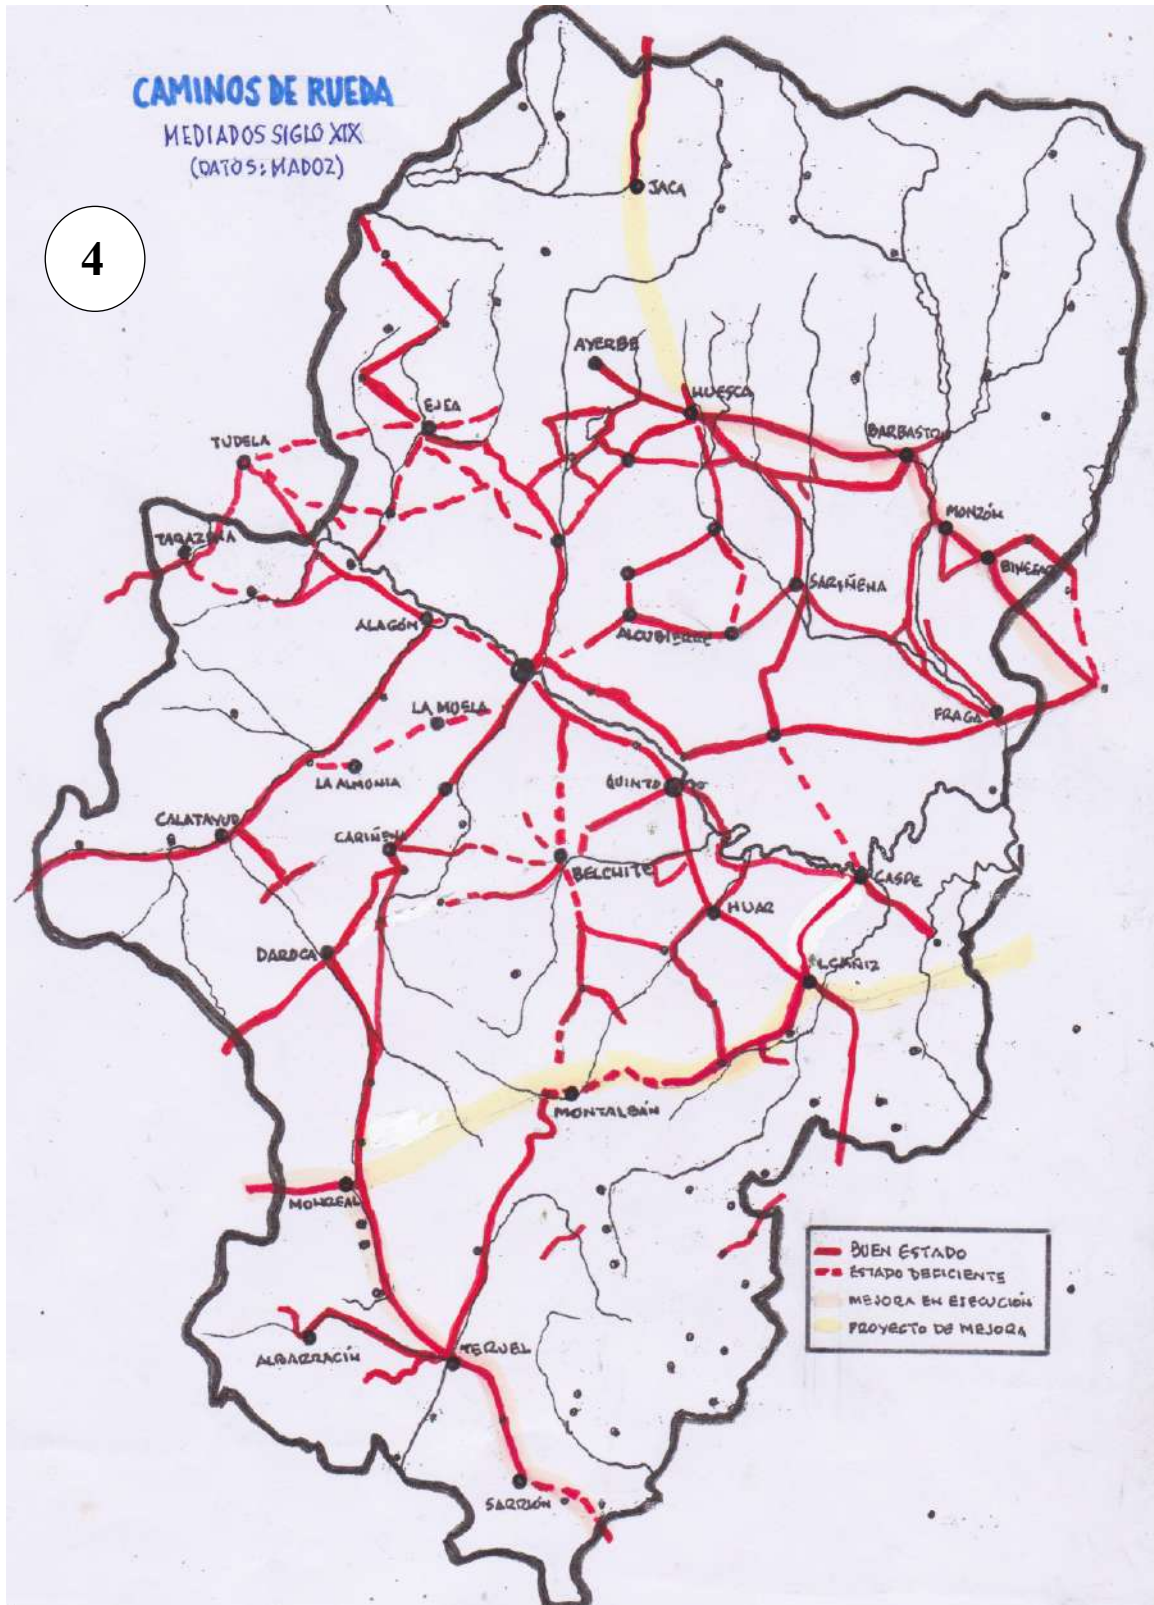 CAMINOS DE RUEDA
MEDIADOS SIGLO XIX
(DATOS: MADOZ)
4
JACA
AYERBE
HUESCA
EJEA
BARBASTO
TUDELA
MONZÓN
TARAZONA
BINEFAR
SARIÑENA
ALAGÓN
ALCUBIERRE
LA MUELA
FRAGA
LA ALMONIA
QUINTO
CALATAYUD
CARIÑENA
BELCHITE
CASPE
HIJAR
DAROCA
ALCAÑIZ
MONTALBÁN
MONREAL
BUEN ESTADO
ESTADO DEFICIENTE
MEJORA EN EJECUCIÓN
PROYECTO DE MEJORA
ALBARRACÍN
TERUEL
SARRIÓN